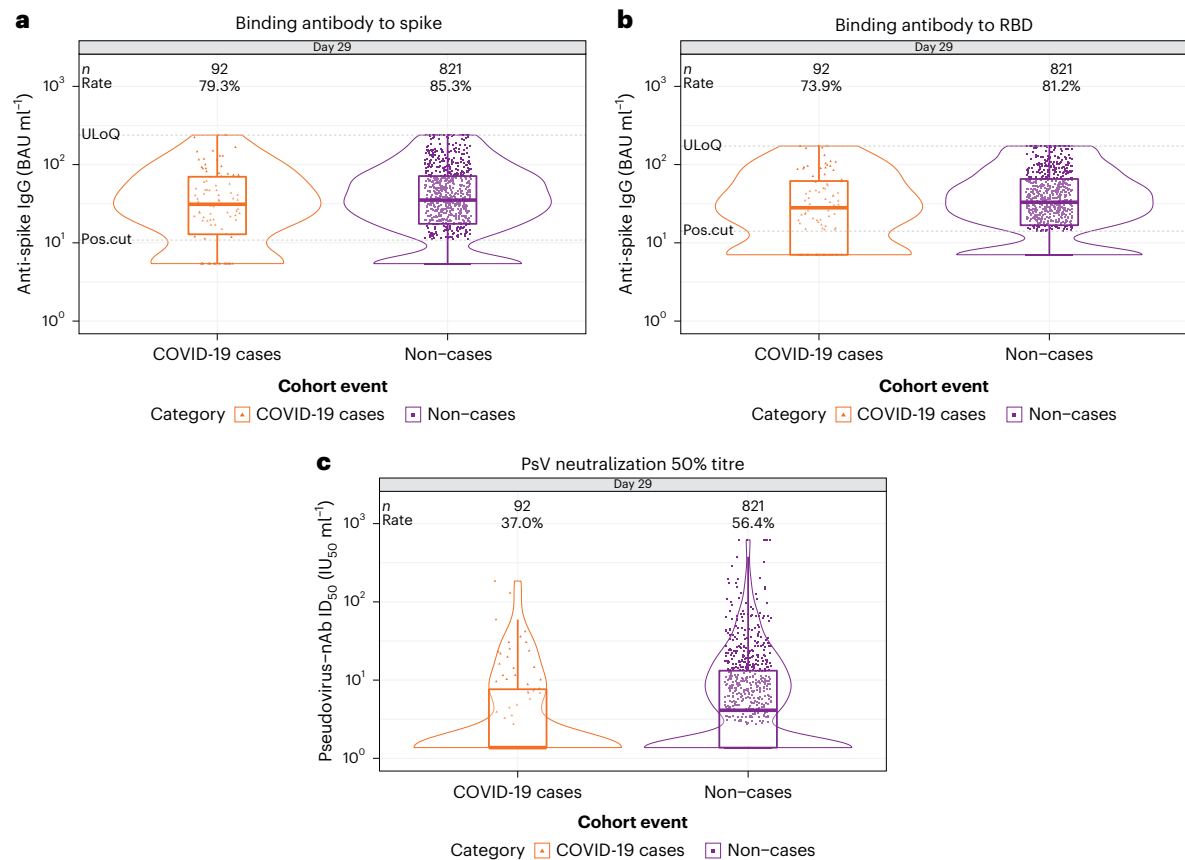 a
Binding antibody to spike
Day 29
n 92 821
Rate 79.3% 85.3%
10³
ULoQ
10²
Pos.cut
10¹
10⁰
Anti-spike IgG (BAU ml⁻¹)
COVID-19 cases Non−cases
Cohort event
Category COVID-19 cases Non−cases
b
Binding antibody to RBD
Day 29
n 92 821
Rate 73.9% 81.2%
10³
ULoQ
10²
Pos.cut
10¹
10⁰
Anti-spike IgG (BAU ml⁻¹)
COVID-19 cases Non−cases
Cohort event
Category COVID-19 cases Non−cases
c
PsV neutralization 50% titre
Day 29
n 92 821
Rate 37.0% 56.4%
10³
10²
10¹
10⁰
Pseudovirus−nAb ID₅₀ (IU₅₀ ml⁻¹)
COVID-19 cases Non−cases
Cohort event
Category COVID-19 cases Non−cases